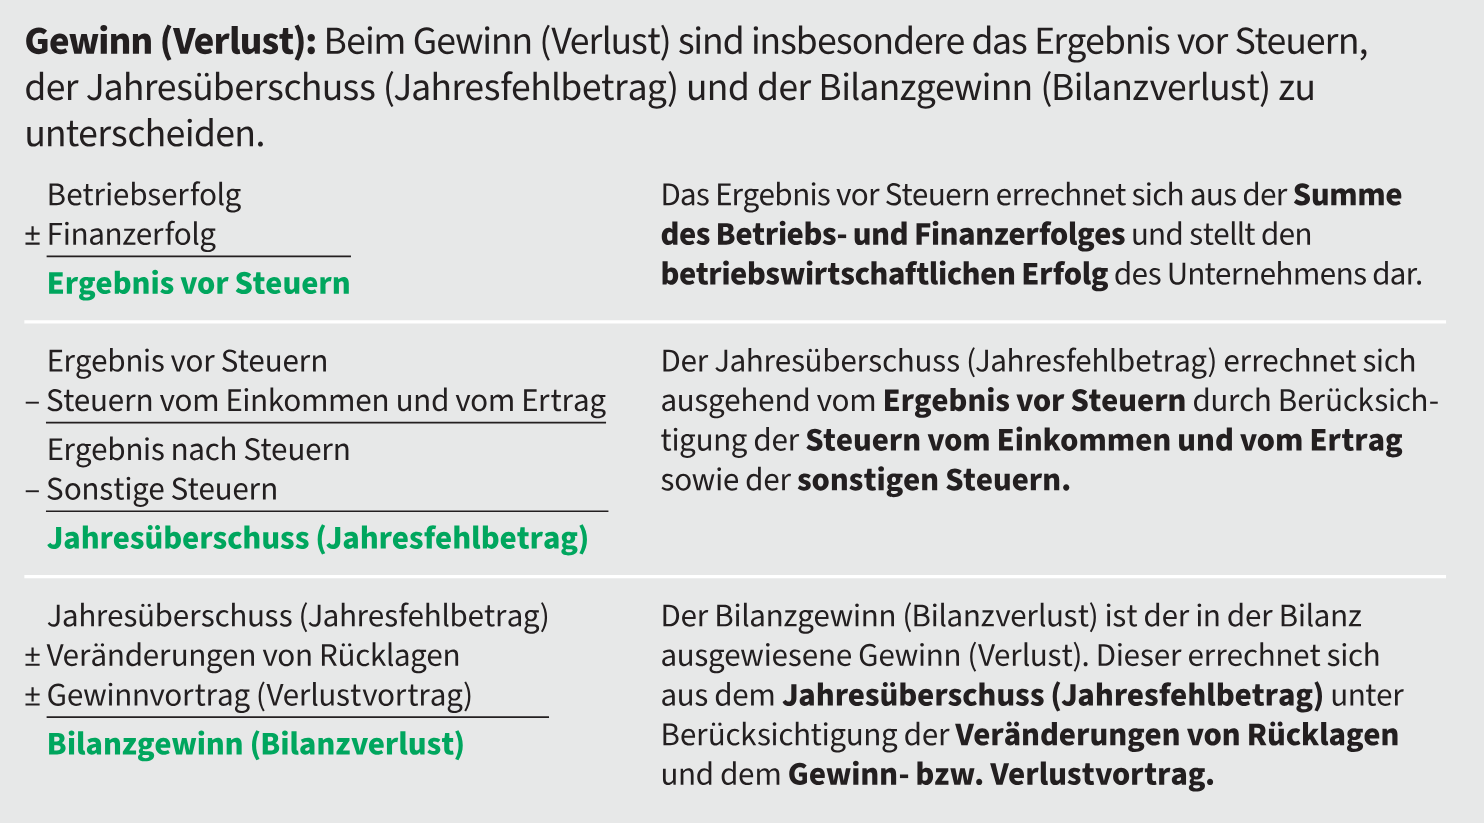 Gewinn (Verlust): Beim Gewinn (Verlust) sind insbesondere das Ergebnis vor Steuern,
der Jahresüberschuss (Jahresfehlbetrag) und der Bilanzgewinn (Bilanzverlust) zu
unterscheiden.
Betriebserfolg
± Finanzerfolg
Ergebnis vor Steuern
Das Ergebnis vor Steuern errechnet sich aus der Summe
des Betriebs- und Finanzerfolges und stellt den
betriebswirtschaftlichen Erfolg des Unternehmens dar.
Ergebnis vor Steuern
– Steuern vom Einkommen und vom Ertrag
Ergebnis nach Steuern
– Sonstige Steuern
Jahresüberschuss (Jahresfehlbetrag)
Der Jahresüberschuss (Jahresfehlbetrag) errechnet sich
ausgehend vom Ergebnis vor Steuern durch Berücksich-
tigung der Steuern vom Einkommen und vom Ertrag
sowie der sonstigen Steuern.
Jahresüberschuss (Jahresfehlbetrag)
± Veränderungen von Rücklagen
± Gewinnvortrag (Verlustvortrag)
Bilanzgewinn (Bilanzverlust)
Der Bilanzgewinn (Bilanzverlust) ist der in der Bilanz
ausgewiesene Gewinn (Verlust). Dieser errechnet sich
aus dem Jahresüberschuss (Jahresfehlbetrag) unter
Berücksichtigung der Veränderungen von Rücklagen
und dem Gewinn- bzw. Verlustvortrag.